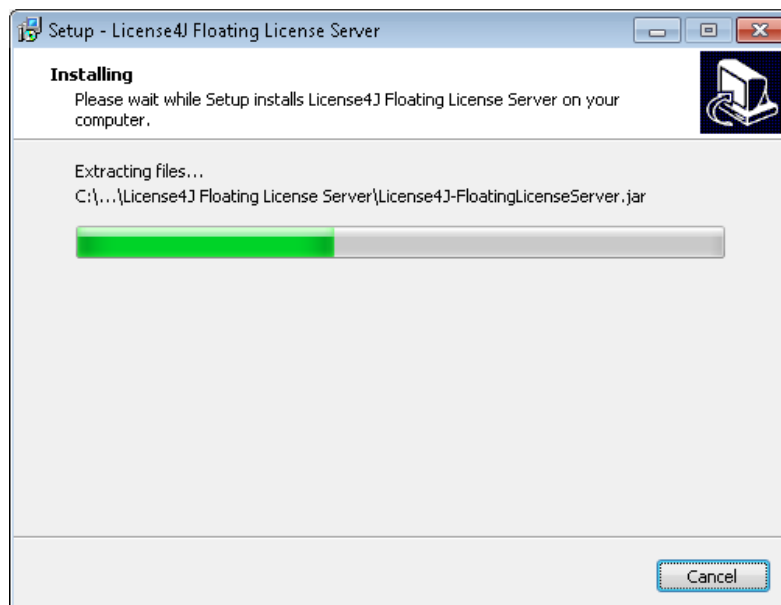 Setup - License4J Floating License Server
Installing
Please wait while Setup installs License4J Floating License Server on your
computer.
Extracting files...
C:\...\License4J Floating License Server\License4J-FloatingLicenseServer.jar
Cancel